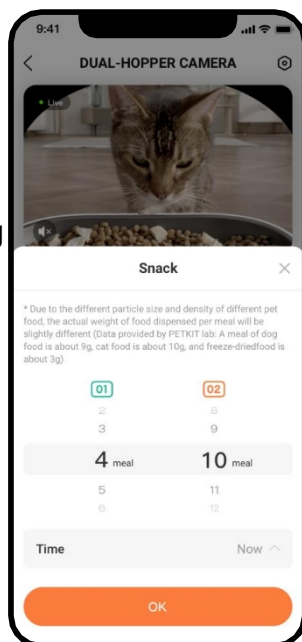 9:41
DUAL-HOPPER CAMERA
Live
Snack
* Due to the different particle size and density of different pet
food, the actual weight of food dispensed per meal will be
slightly different (Data provided by PETKIT lab: A meal of dog
food is about 9g, cat food is about 10g, and freeze-driedfood is
about 3g)
01 02
2 8
3 9
4 meal 10 meal
5 11
6 12
Time Now
OK